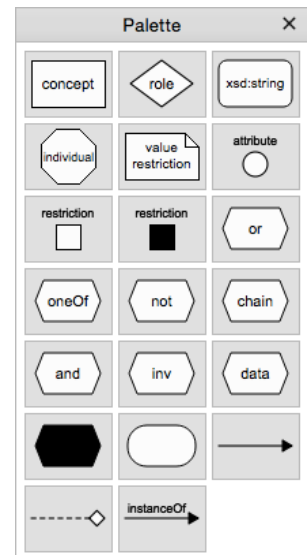 Palette ×
concept
role
xsd:string
individual
value
restriction
attribute
restriction
restriction
or
oneOf
not
chain
and
inv
data
instanceOf